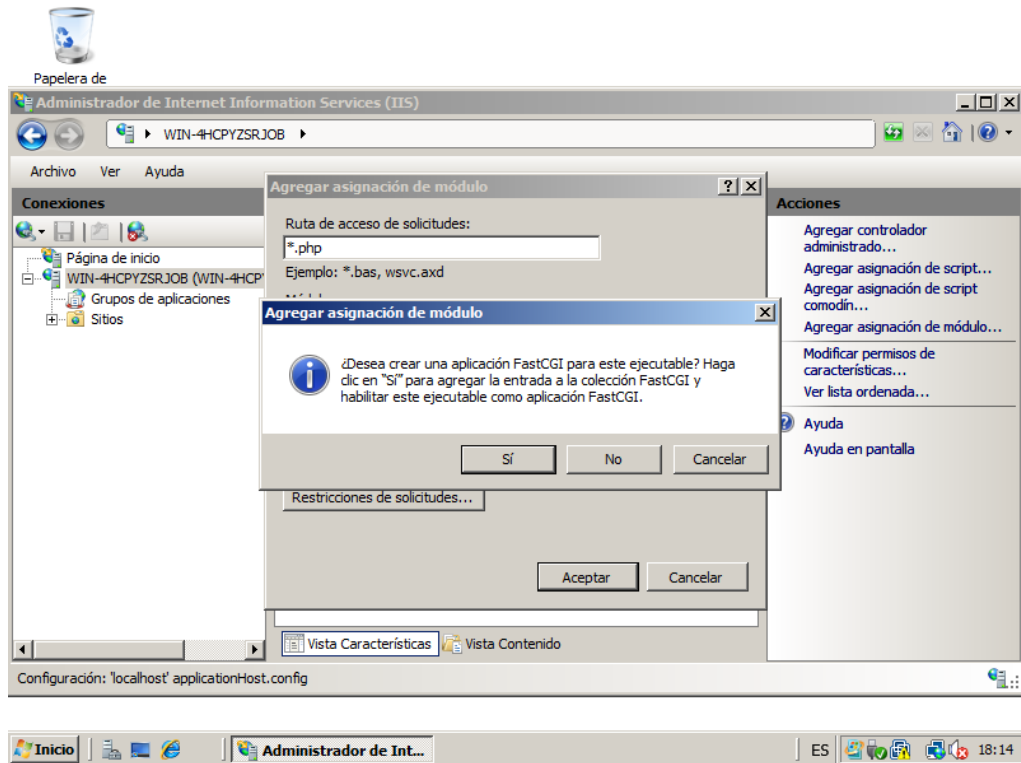 Papelera de
Administrador de Internet Information Services (IIS)
WIN-4HCPYZSRJOB
Archivo Ver Ayuda
Conexiones
Página de inicio
WIN-4HCPYZSRJOB (WIN-4HCP
Grupos de aplicaciones
Sitios
Agregar asignación de módulo
Ruta de acceso de solicitudes:
*.php
Ejemplo: *.bas, wsvc.axd
Agregar asignación de módulo
¿Desea crear una aplicación FastCGI para este ejecutable? Haga
clic en "Sí" para agregar la entrada a la colección FastCGI y
habilitar este ejecutable como aplicación FastCGI.
Sí No Cancelar
Restricciones de solicitudes...
Aceptar Cancelar
Vista Características Vista Contenido
Acciones
Agregar controlador
administrado...
Agregar asignación de script...
Agregar asignación de script
comodín...
Agregar asignación de módulo...
Modificar permisos de
características...
Ver lista ordenada...
Ayuda
Ayuda en pantalla
Configuración: 'localhost' applicationHost.config
Inicio Administrador de Int... ES 18:14